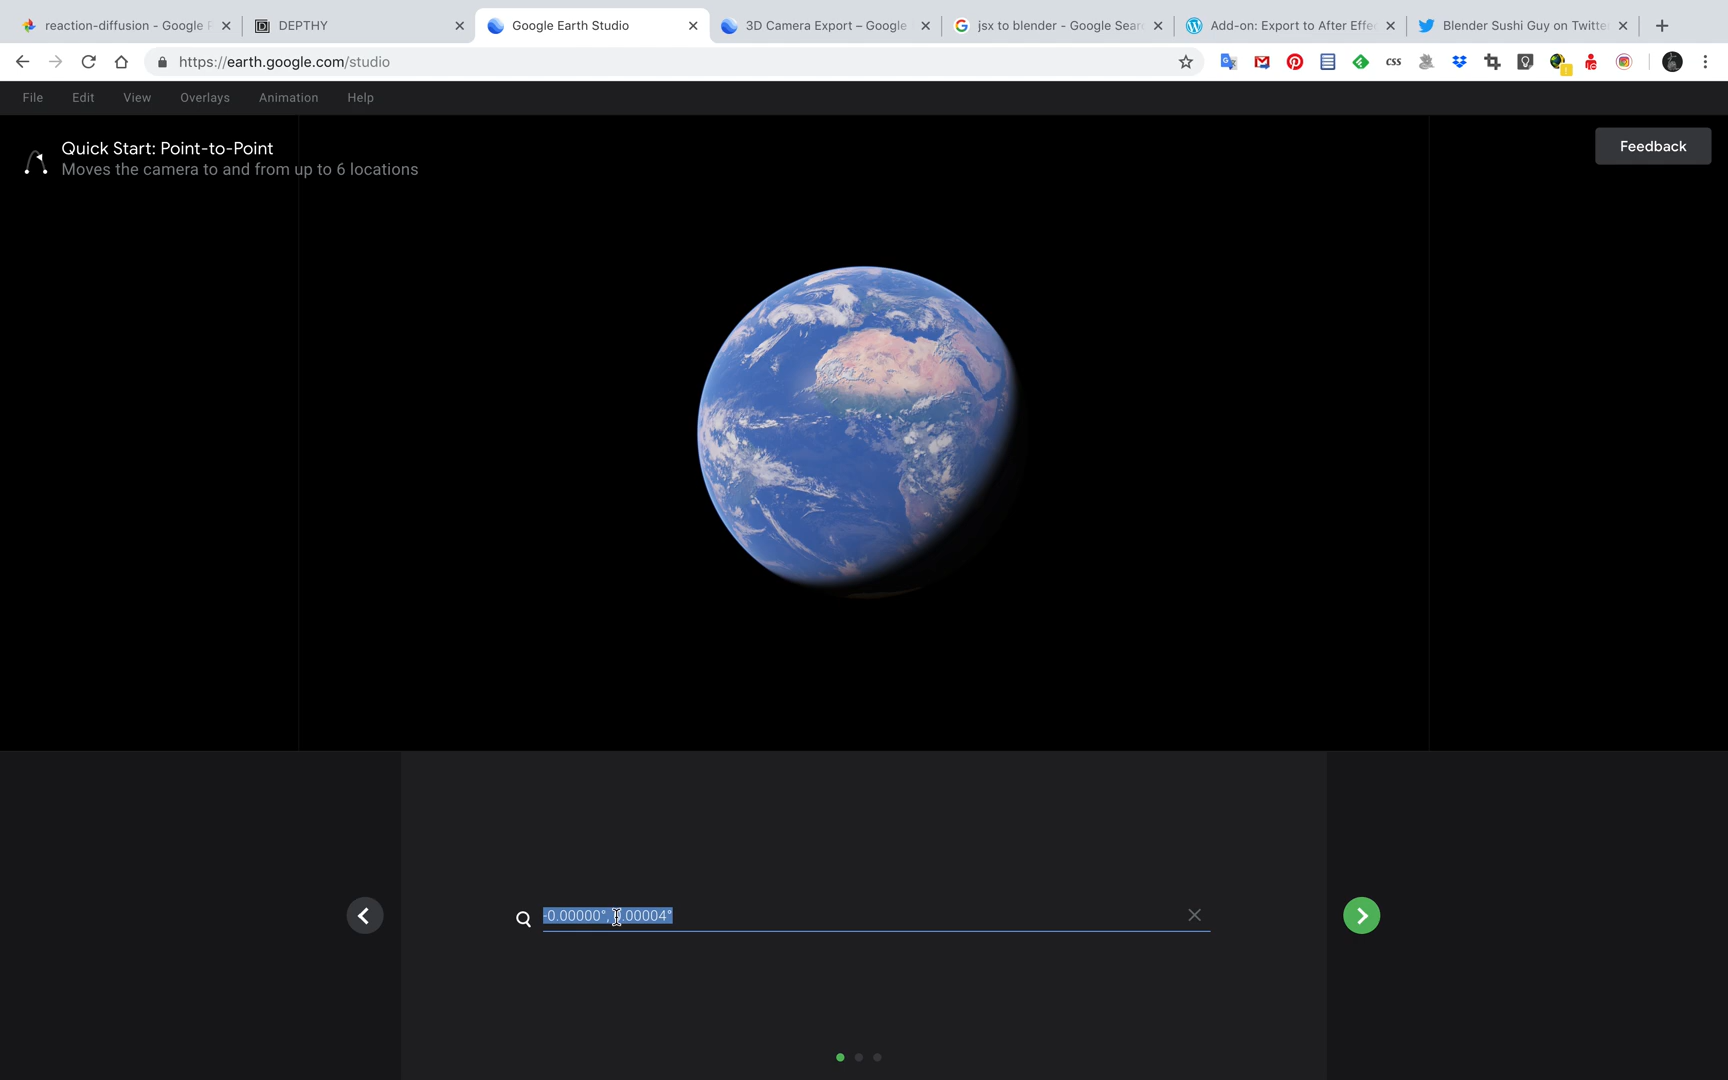 reaction-diffusion - Google P
DEPTHY
Google Earth Studio
3D Camera Export – Google
jsx to blender - Google Sear
Add-on: Export to After Effe
Blender Sushi Guy on Twitte
https://earth.google.com/studio
css
File Edit View Overlays Animation Help
Quick Start: Point-to-Point
Moves the camera to and from up to 6 locations
Feedback
-0.00000°, 0.00004°